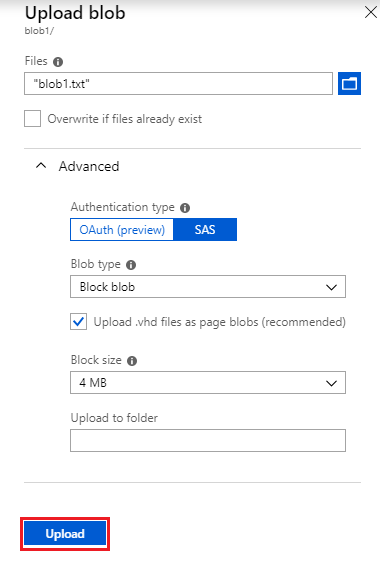 Upload blob
blob1/
Files
"blob1.txt"
Overwrite if files already exist
Advanced
Authentication type
OAuth (preview) SAS
Blob type
Block blob
Upload .vhd files as page blobs (recommended)
Block size
4 MB
Upload to folder
Upload